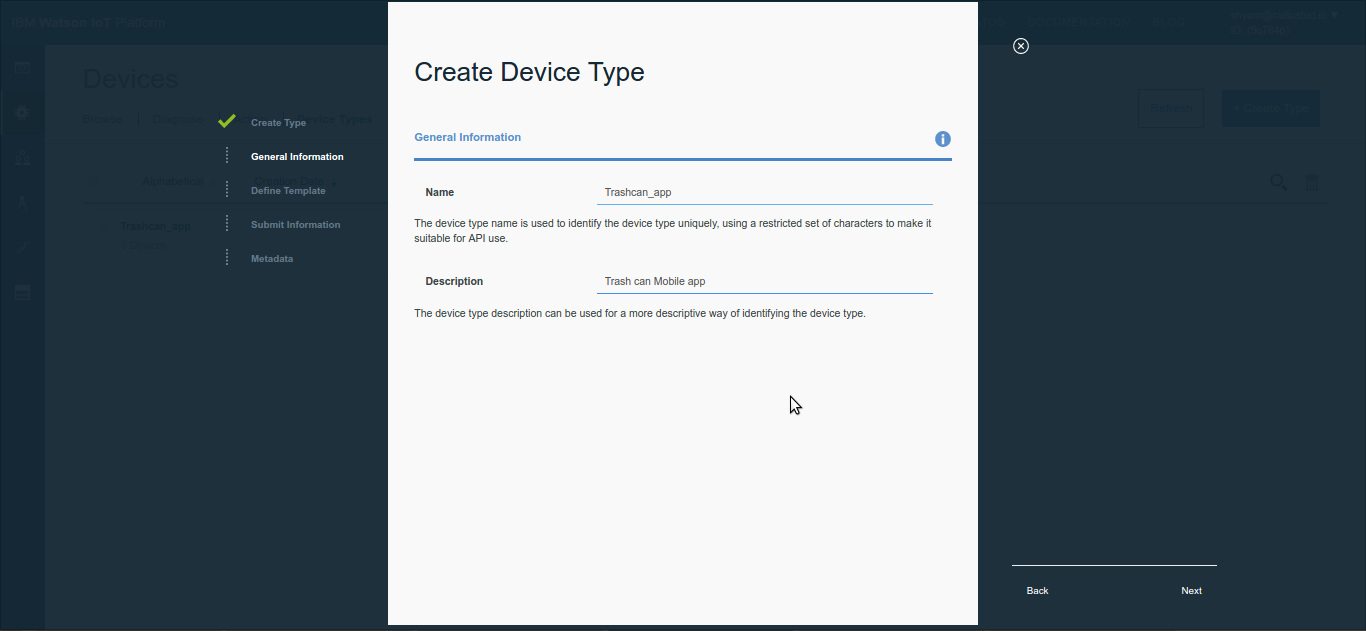 IBM Watson IoT Platform
DOCUMENTATION BLOG
Devices
Browse
Diagnose
Device Types
Refresh
+ Create Type
Alphabetical
Creation Date
Trashcan_app
Create Type
General Information
Define Template
Submit Information
Metadata
Create Device Type
General Information
Name Trashcan_app
The device type name is used to identify the device type uniquely, using a restricted set of characters to make it
suitable for API use.
Description Trash can Mobile app
The device type description can be used for a more descriptive way of identifying the device type.
Back Next